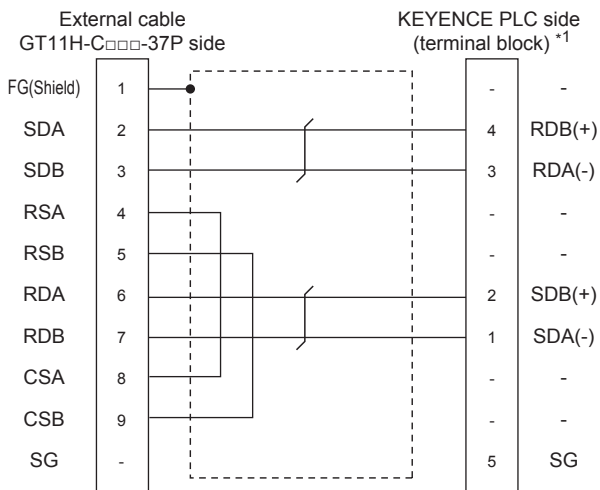 External cable
GT11H-C□□□-37P side
KEYENCE PLC side
(terminal block) *1
FG(Shield) 1 - -
SDA 2 4 RDB(+)
SDB 3 3 RDA(-)
RSA 4 - -
RSB 5 - -
RDA 6 2 SDB(+)
RDB 7 1 SDA(-)
CSA 8 - -
CSB 9 - -
SG - 5 SG